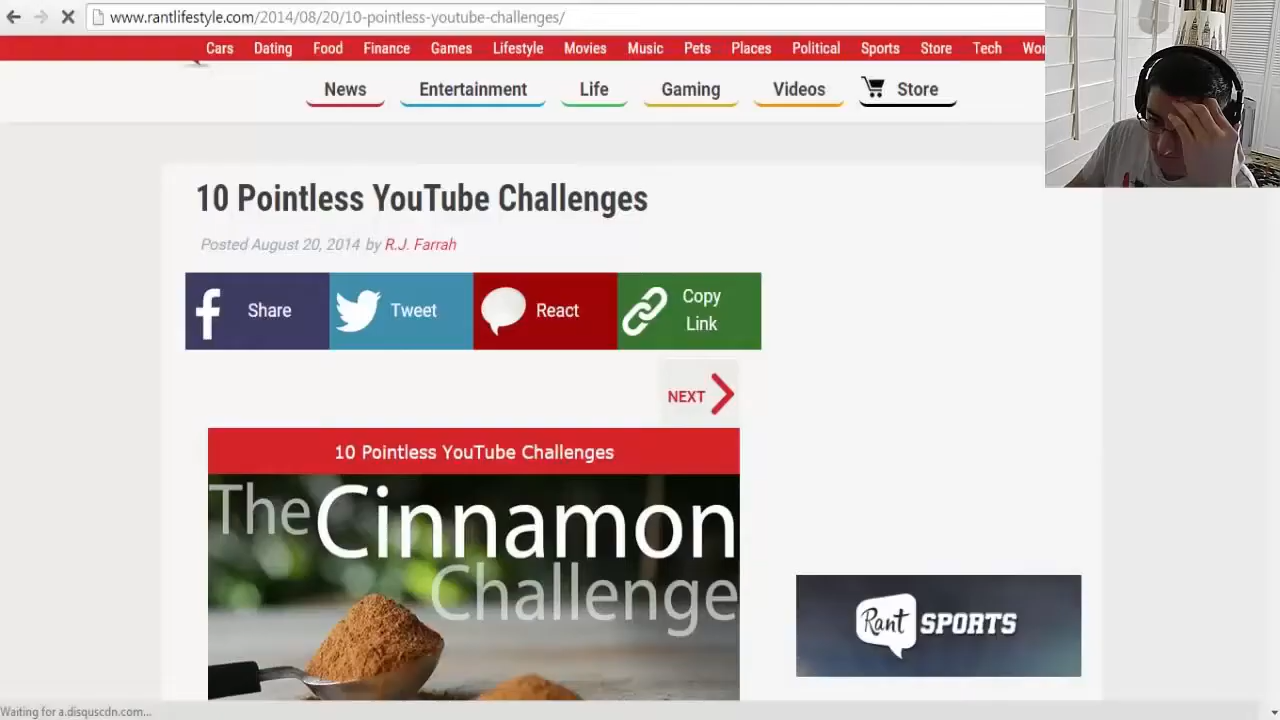 www.rantlifestyle.com/2014/08/20/10-pointless-youtube-challenges/
Cars Dating Food Finance Games Lifestyle Movies Music Pets Places Political Sports Store Tech Wo
News Entertainment Life Gaming Videos Store
10 Pointless YouTube Challenges
Posted August 20, 2014 by R.J. Farrah
Share Tweet React Copy
Link
NEXT
10 Pointless YouTube Challenges
The Cinnamon
Challenge
Rant SPORTS
Waiting for a.disquscdn.com...